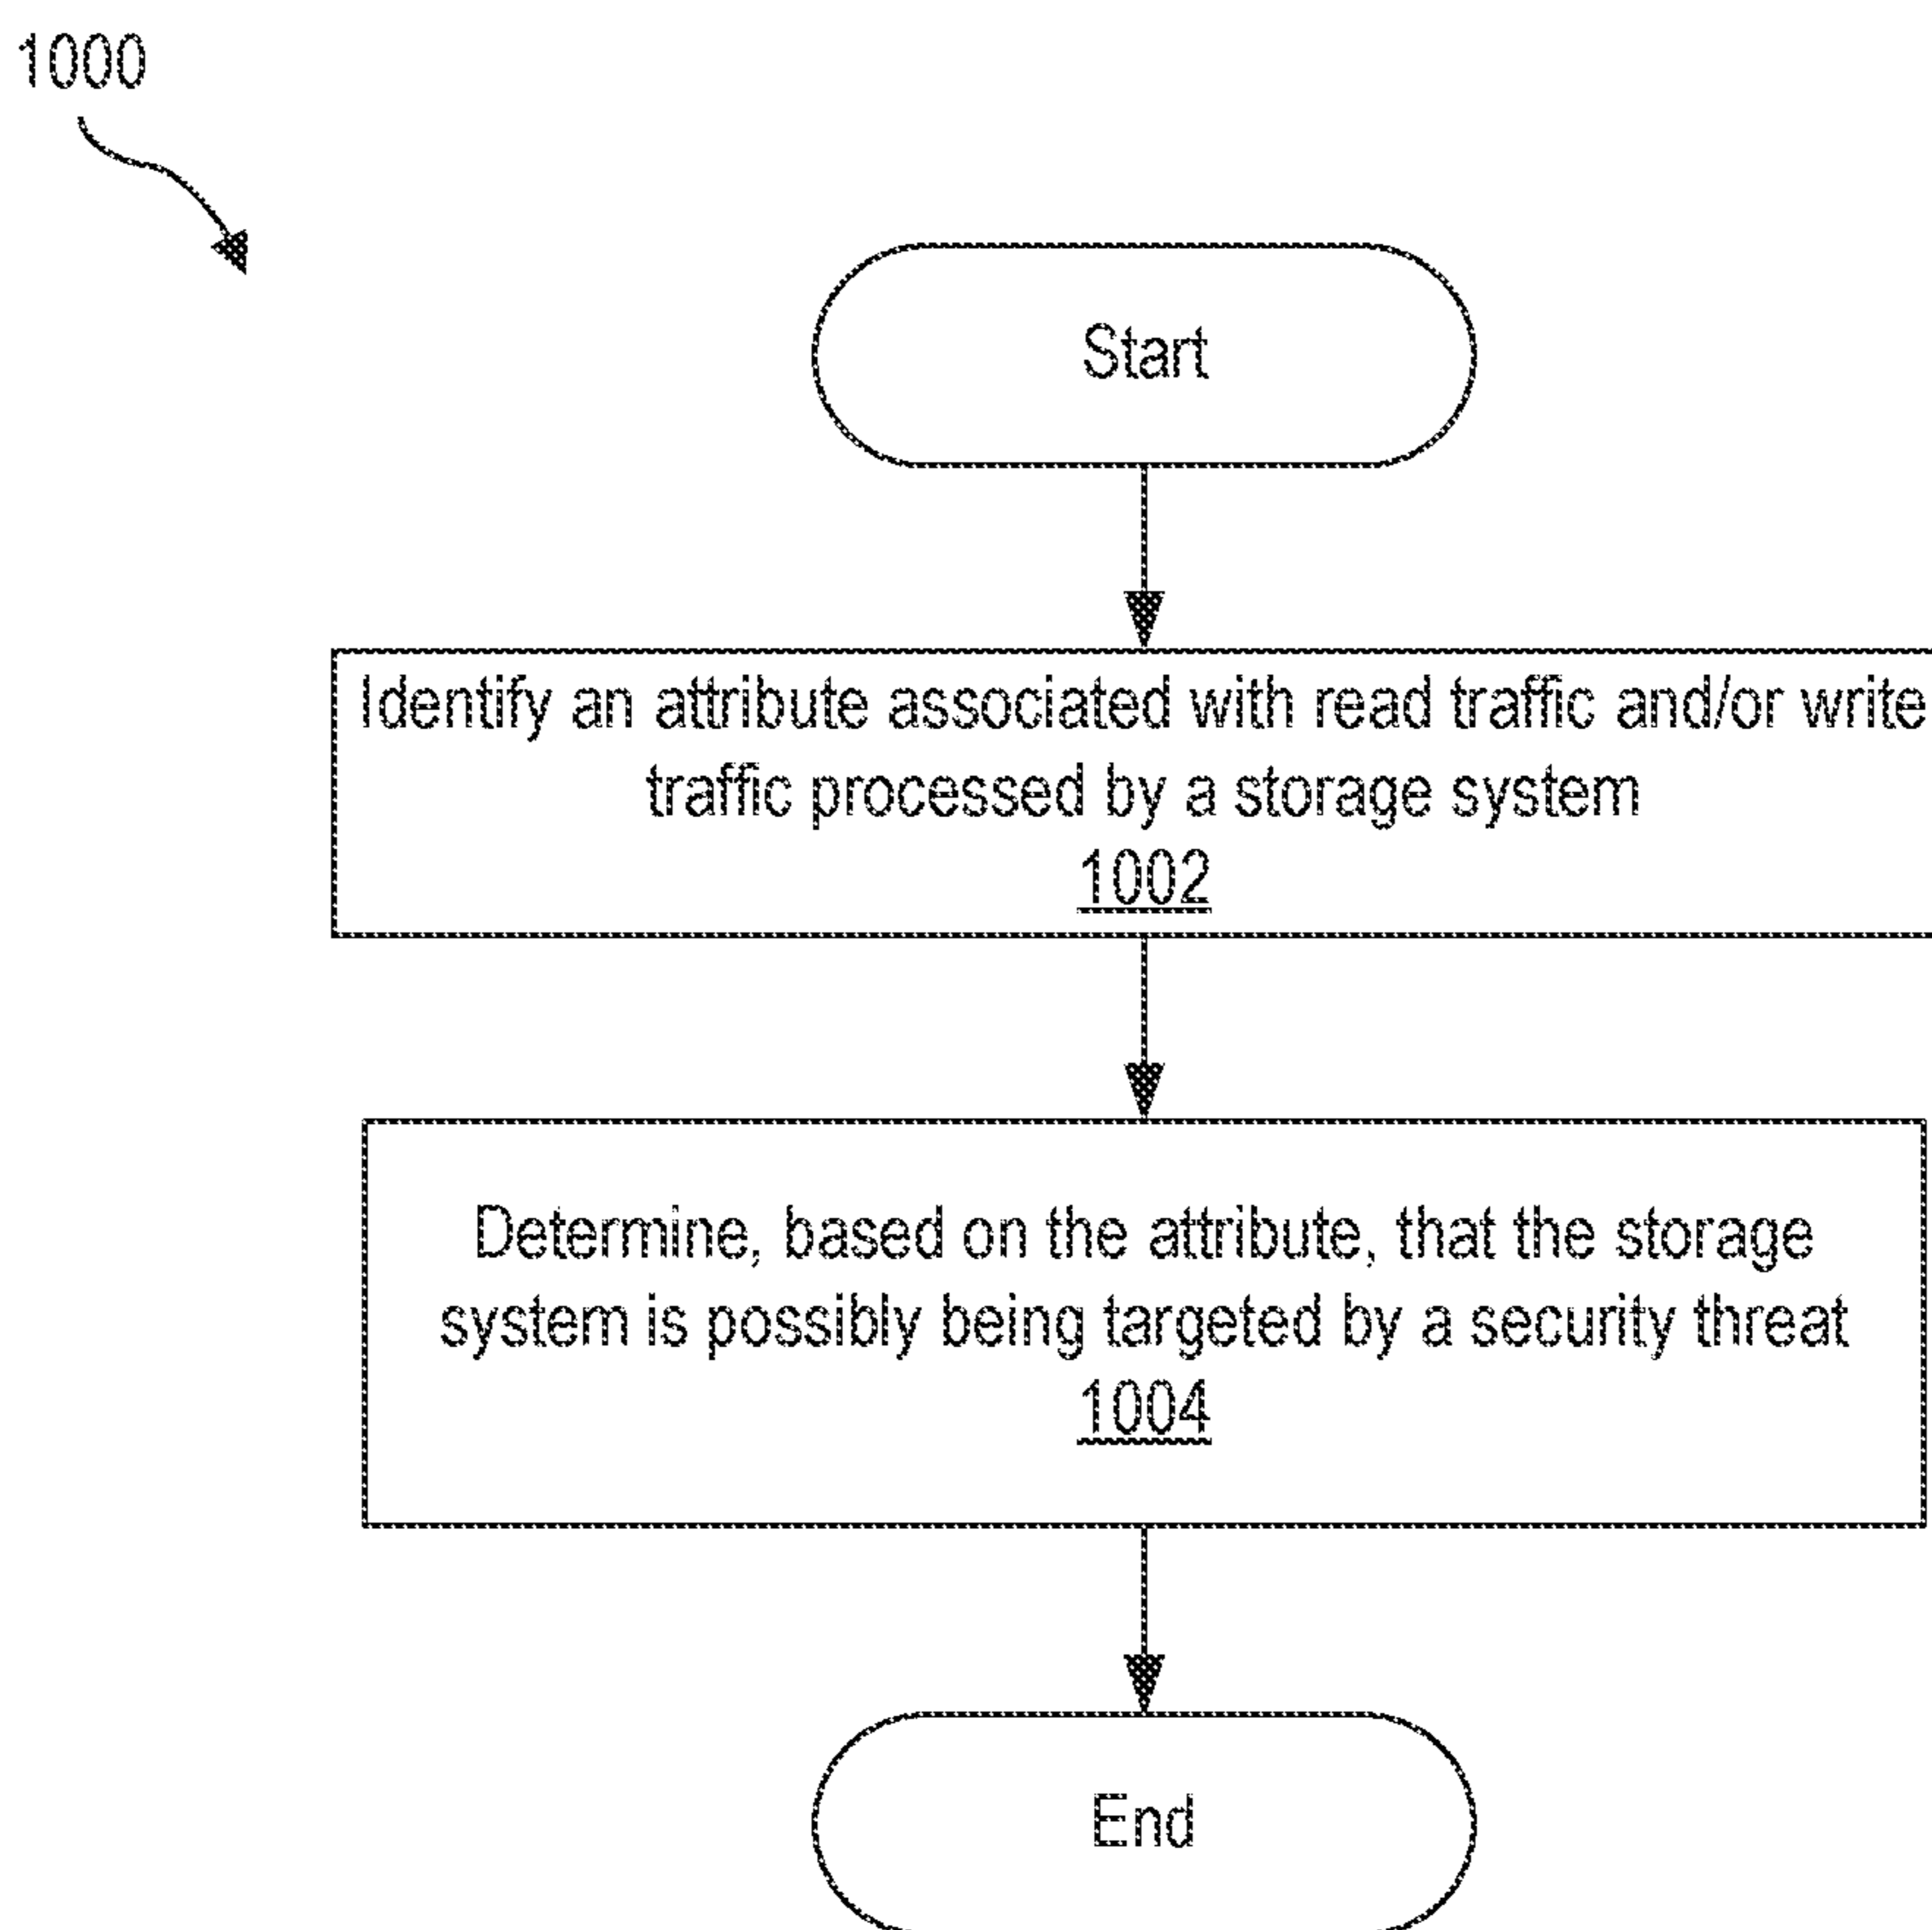 1000
Start
Identify an attribute associated with read traffic and/or write
traffic processed by a storage system
1002
Determine, based on the attribute, that the storage
system is possibly being targeted by a security threat
1004
End